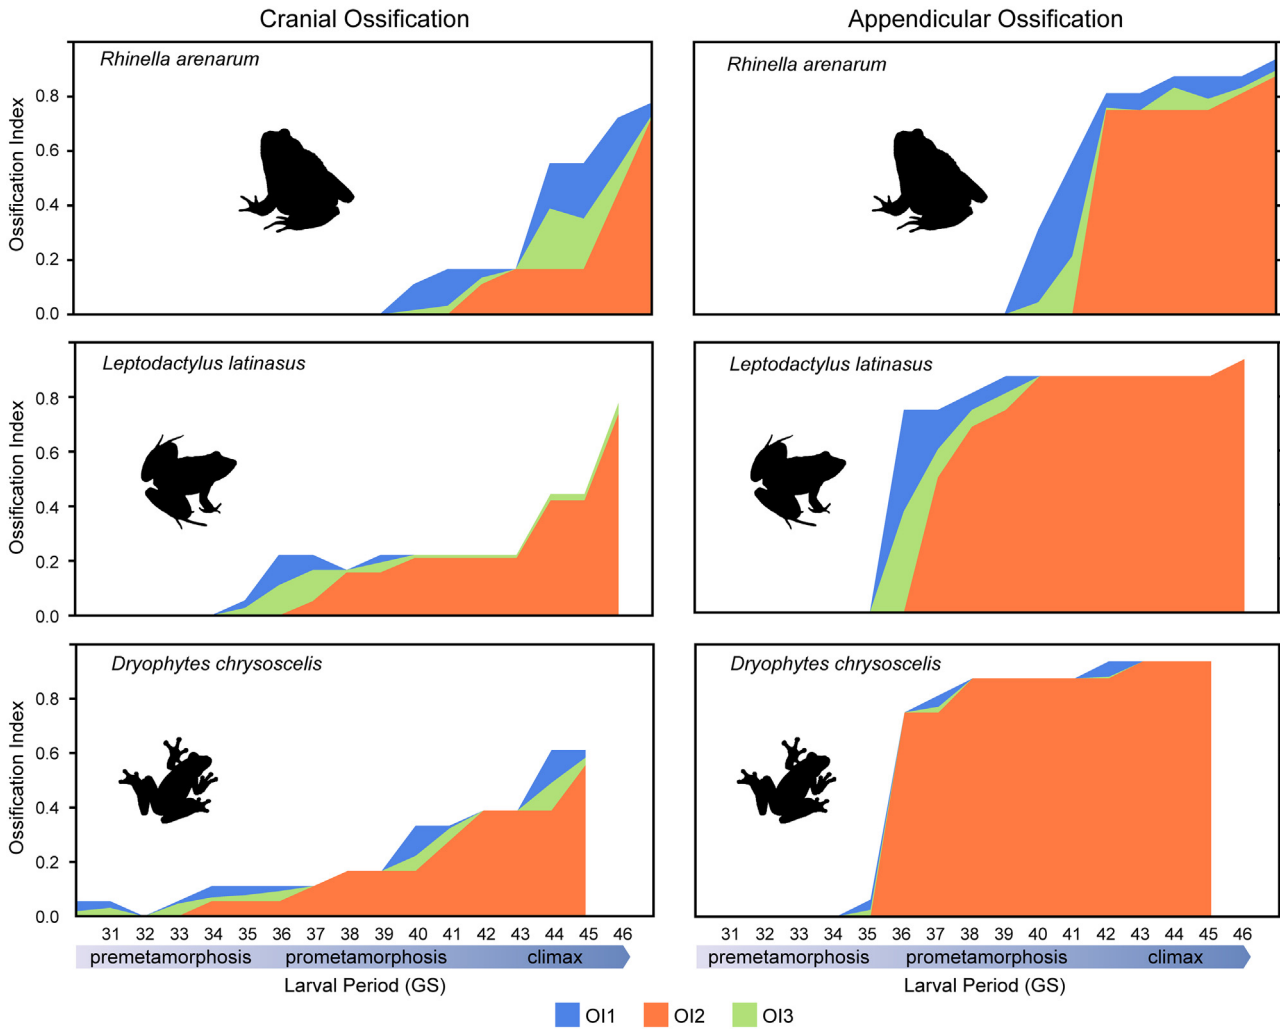 Cranial Ossification
Appendicular Ossification
Rhinella arenarum
Rhinella arenarum
Ossification Index
0.8
0.6
0.4
0.2
0.0
Leptodactylus latinasus
Leptodactylus latinasus
Ossification Index
0.8
0.6
0.4
0.2
0.0
Dryophytes chrysoscelis
Dryophytes chrysoscelis
Ossification Index
0.8
0.6
0.4
0.2
0.0
31 32 33 34 35 36 37 38 39 40 41 42 43 44 45 46
31 32 33 34 35 36 37 38 39 40 41 42 43 44 45 46
premetamorphosis prometamorphosis climax
premetamorphosis prometamorphosis climax
Larval Period (GS)
Larval Period (GS)
OI1 OI2 OI3